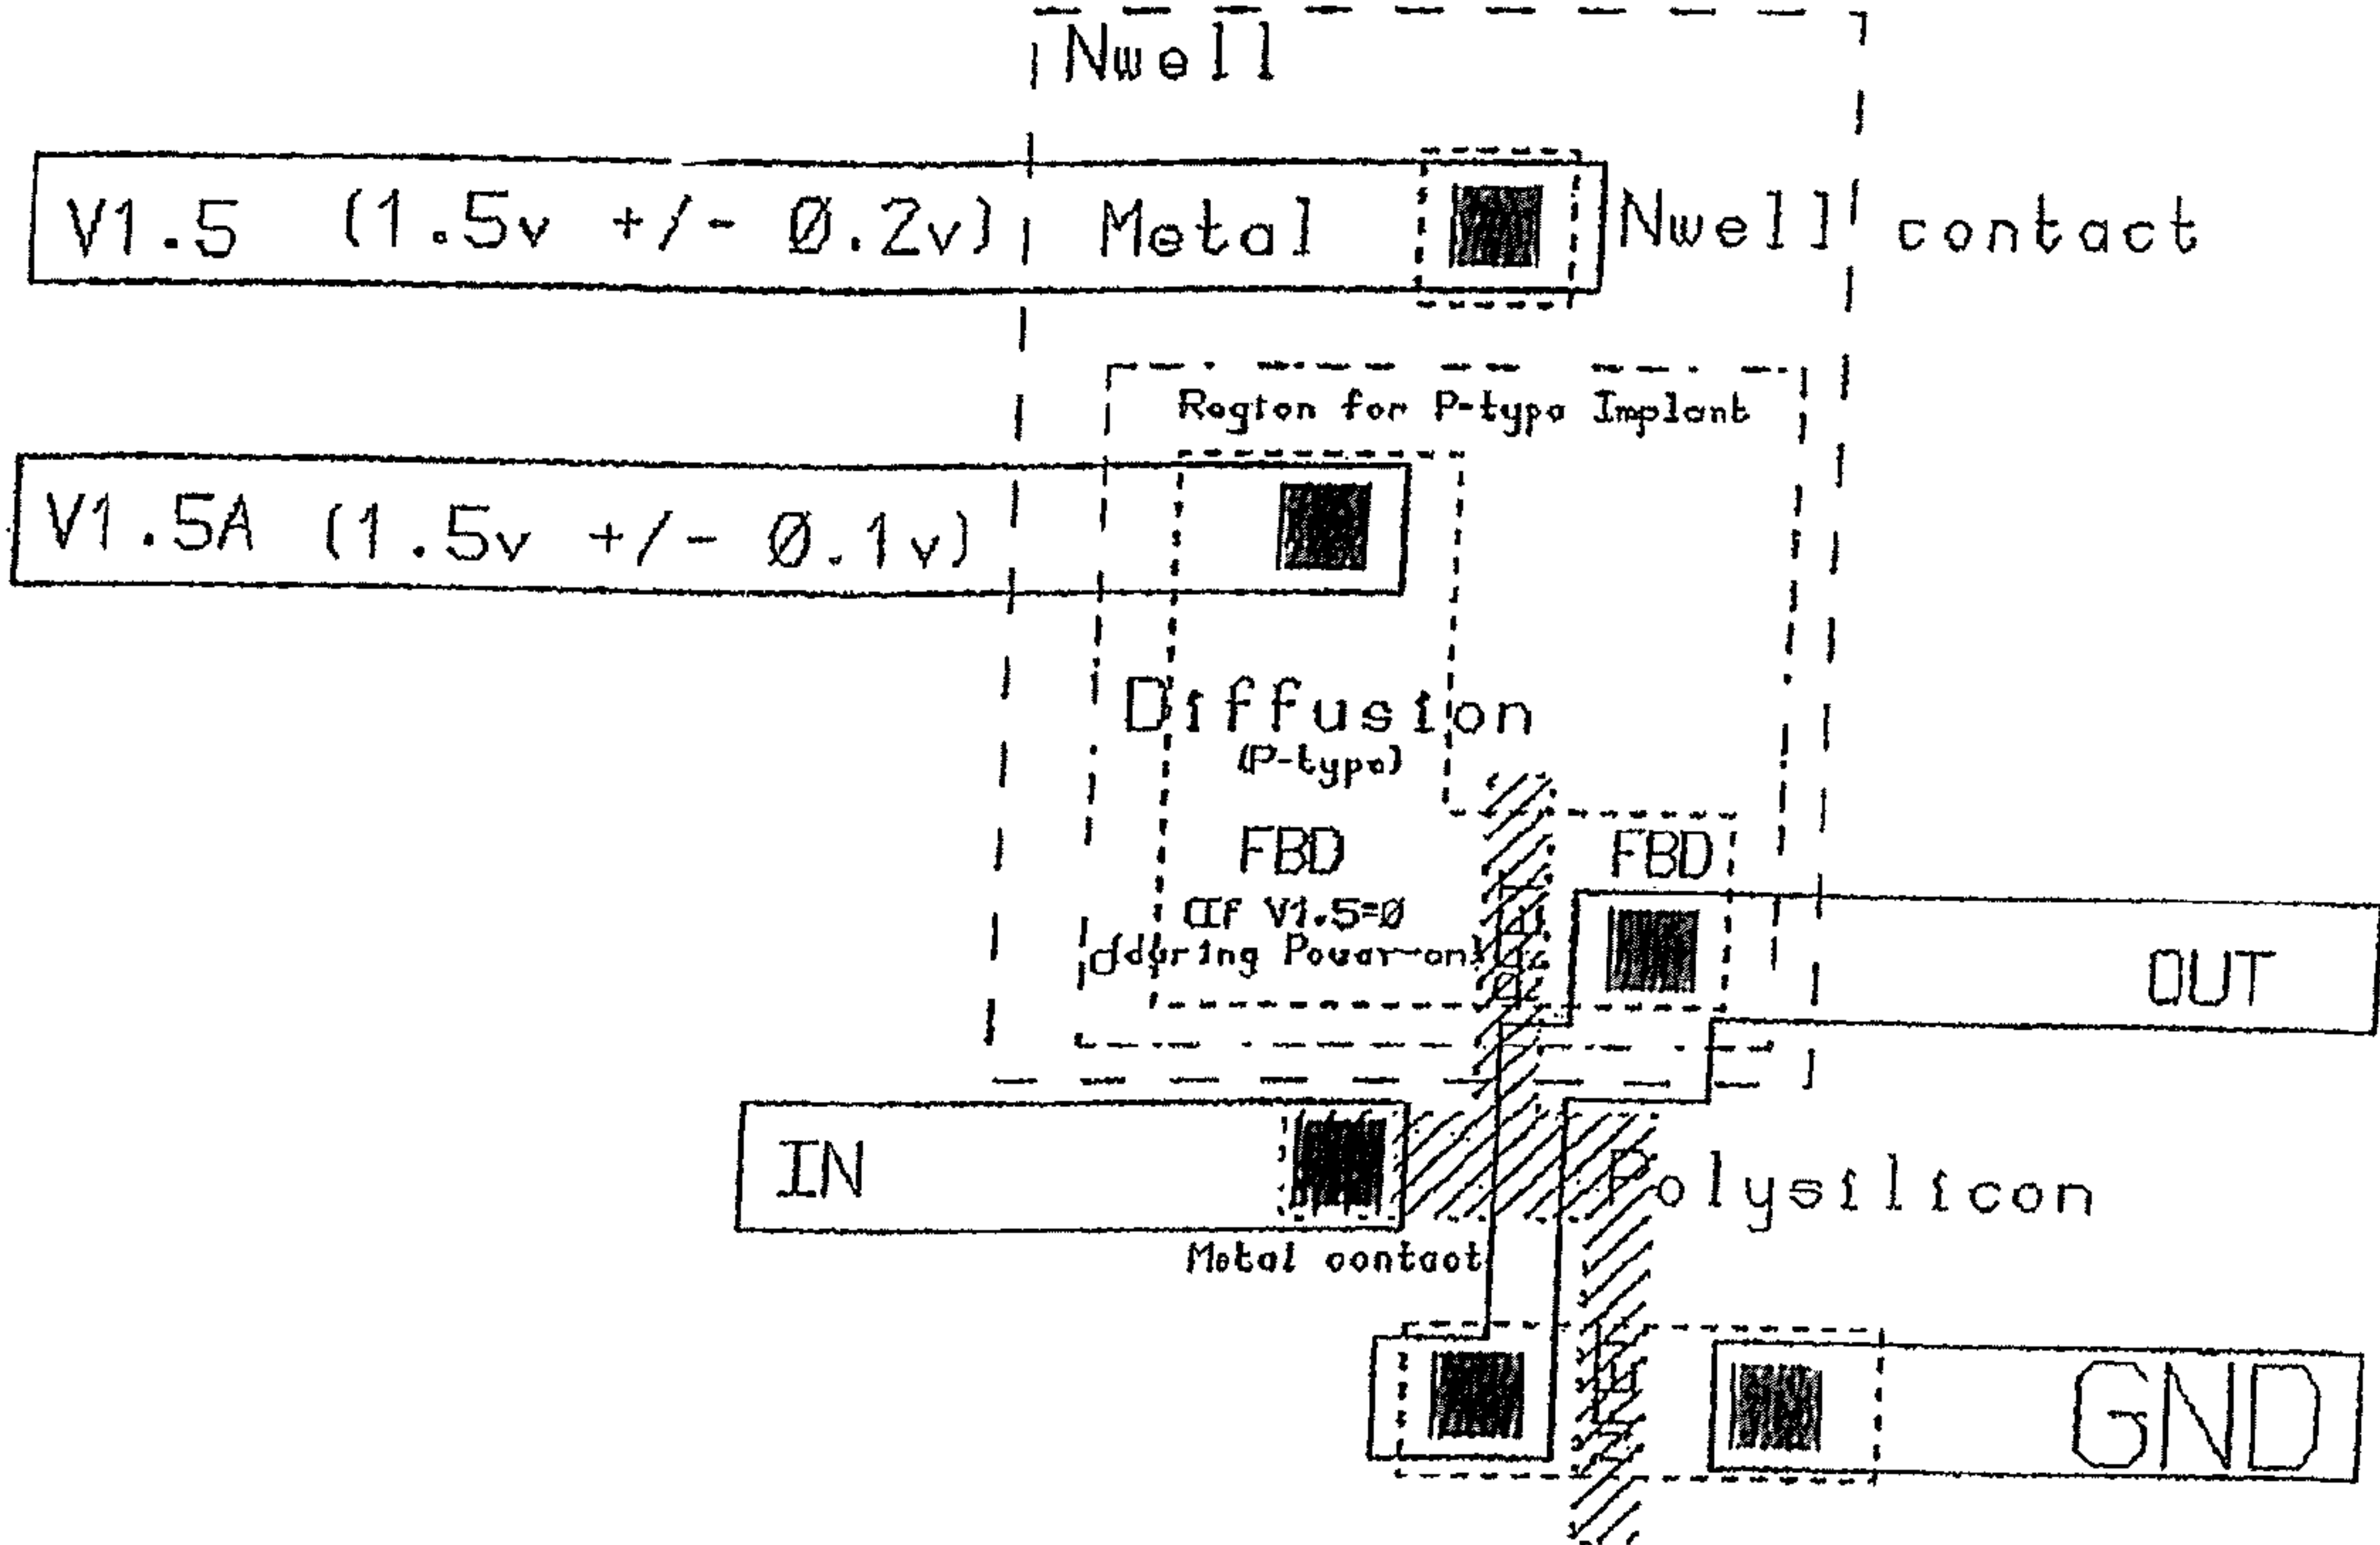 Nwell
V1.5 (1.5v +/- Ø.2v) Metal Nwell contact
Region for P-type Implant
V1.5A (1.5v +/- Ø.1v)
Diffusion
(P-type)
FBD FBD
(If V1.5=Ø
during Power-on)
OUT
IN
Polysilicon
Metal contact
GND